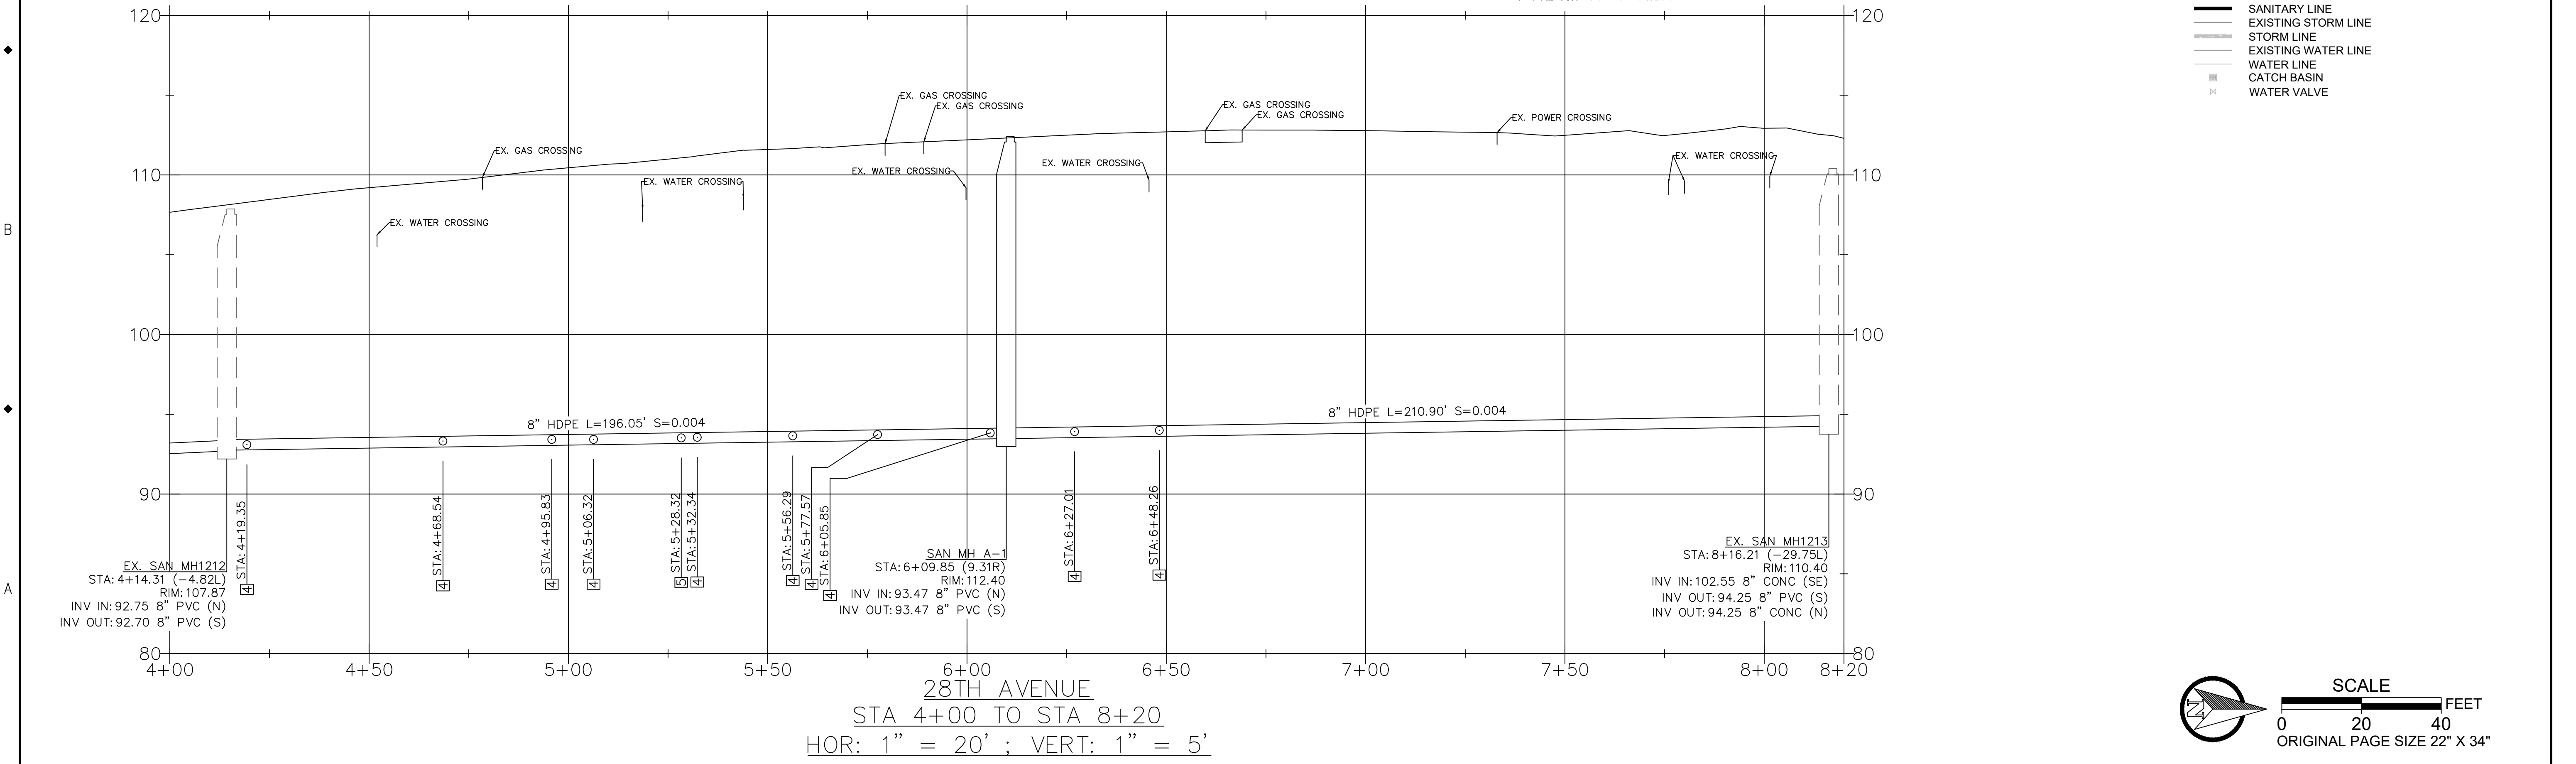 120
120
SANITARY LINE
EXISTING STORM LINE
STORM LINE
EXISTING WATER LINE
WATER LINE
CATCH BASIN
WATER VALVE
EX. GAS CROSSING
EX. GAS CROSSING
EX. GAS CROSSING
EX. GAS CROSSING
EX. POWER CROSSING
EX. GAS CROSSING
EX. WATER CROSSING
EX. WATER CROSSING
EX. WATER CROSSING
EX. WATER CROSSING
110
110
EX. WATER CROSSING
B
100
100
8" HDPE L=196.05' S=0.004
8" HDPE L=210.90' S=0.004
90
90
STA: 4+19.35
4
STA: 4+68.54
4
STA: 4+95.83
4
STA: 5+06.32
4
STA: 5+28.32
5
STA: 5+32.34
4
STA: 5+56.29
4
STA: 5+77.57
4
STA: 6+05.85
4
STA: 6+27.01
4
STA: 6+48.26
4
EX. SAN MH1212
STA: 4+14.31 (-4.82L)
RIM: 107.87
INV IN: 92.75 8" PVC (N)
INV OUT: 92.70 8" PVC (S)
SAN MH A-1
STA: 6+09.85 (9.31R)
RIM: 112.40
INV IN: 93.47 8" PVC (N)
INV OUT: 93.47 8" PVC (S)
EX. SAN MH1213
STA: 8+16.21 (-29.75L)
RIM: 110.40
INV IN: 102.55 8" CONC (SE)
INV OUT: 94.25 8" PVC (S)
INV OUT: 94.25 8" CONC (N)
A
80
80
4+00 4+50 5+00 5+50 6+00 6+50 7+00 7+50 8+00 8+20
28TH AVENUE
STA 4+00 TO STA 8+20
HOR: 1" = 20' ; VERT: 1" = 5'
N
SCALE
FEET
0 20 40
ORIGINAL PAGE SIZE 22" X 34"